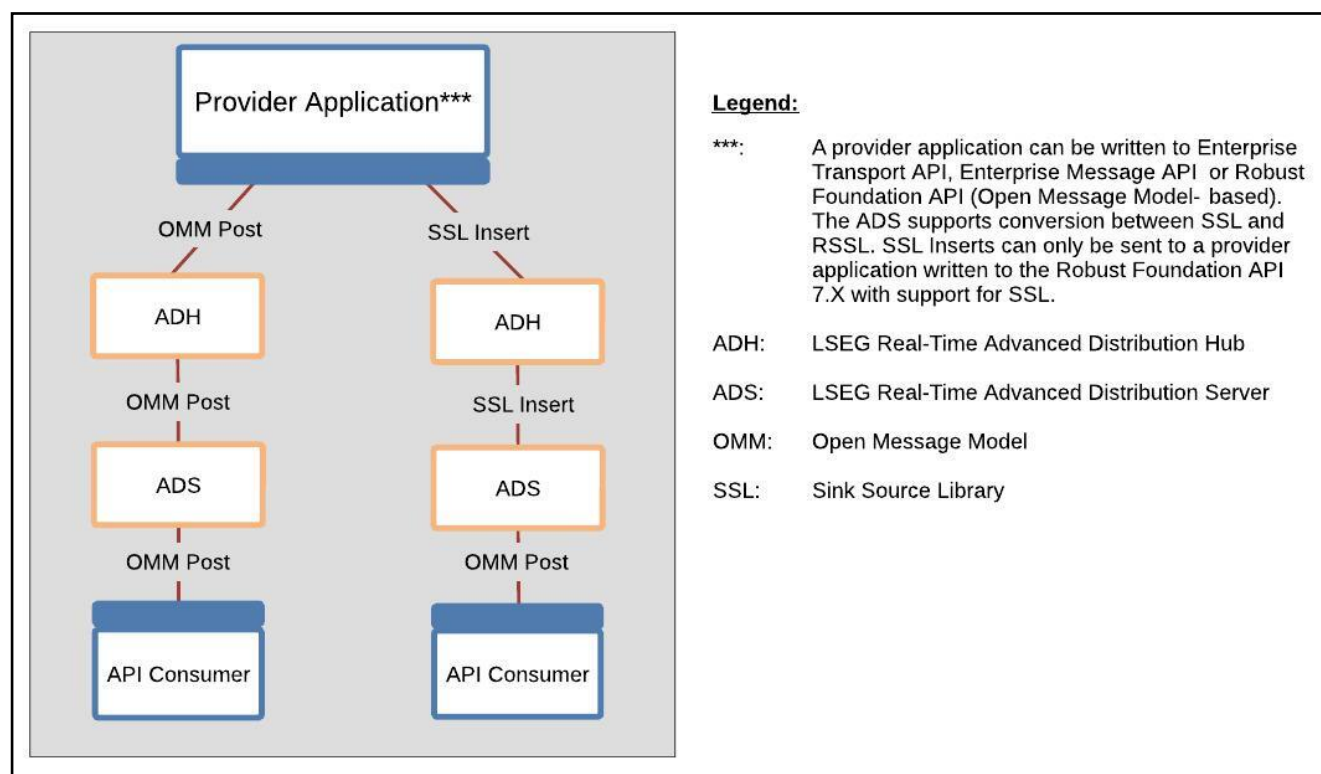 Provider Application***
OMM Post
SSL Insert
ADH
ADH
OMM Post
SSL Insert
ADS
ADS
OMM Post
OMM Post
API Consumer
API Consumer
Legend:
***: A provider application can be written to Enterprise
Transport API, Enterprise Message API or Robust
Foundation API (Open Message Model- based).
The ADS supports conversion between SSL and
RSSL. SSL Inserts can only be sent to a provider
application written to the Robust Foundation API
7.X with support for SSL.
ADH: LSEG Real-Time Advanced Distribution Hub
ADS: LSEG Real-Time Advanced Distribution Server
OMM: Open Message Model
SSL: Sink Source Library